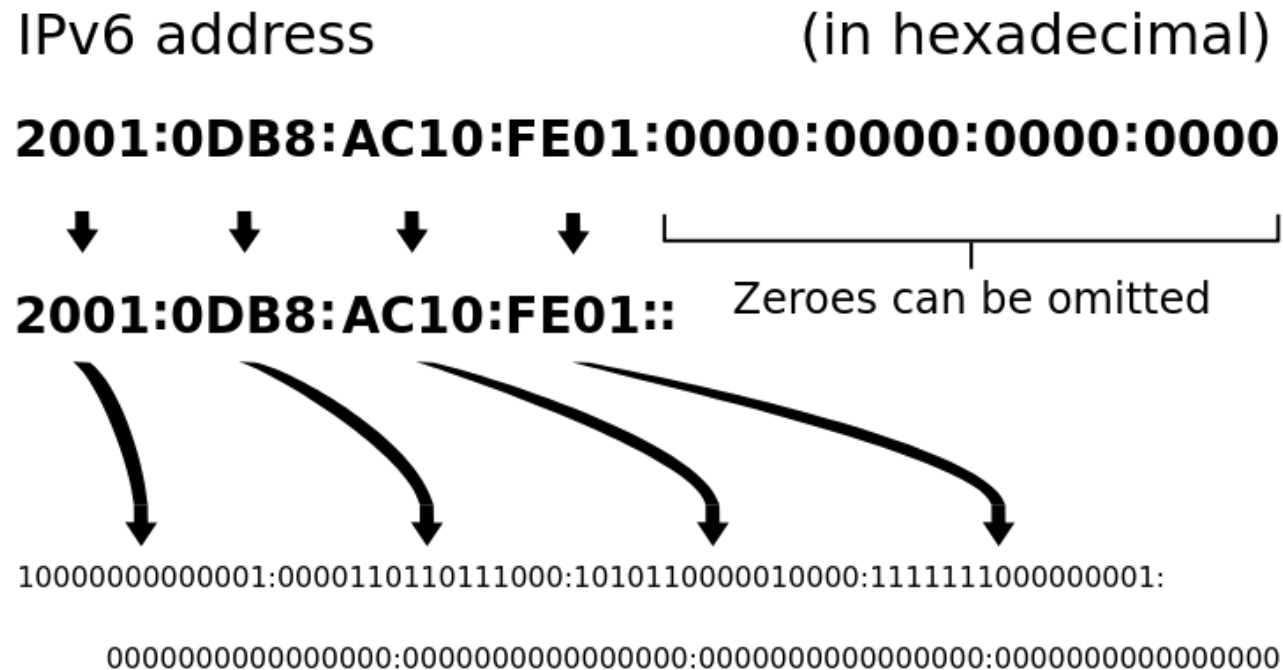 IPv6 address (in hexadecimal)
2001:0DB8:AC10:FE01:0000:0000:0000:0000
2001:0DB8:AC10:FE01::
Zeroes can be omitted
10000000000001:0000110110111000:1010110000010000:1111111000000001:
0000000000000000:0000000000000000:0000000000000000:0000000000000000